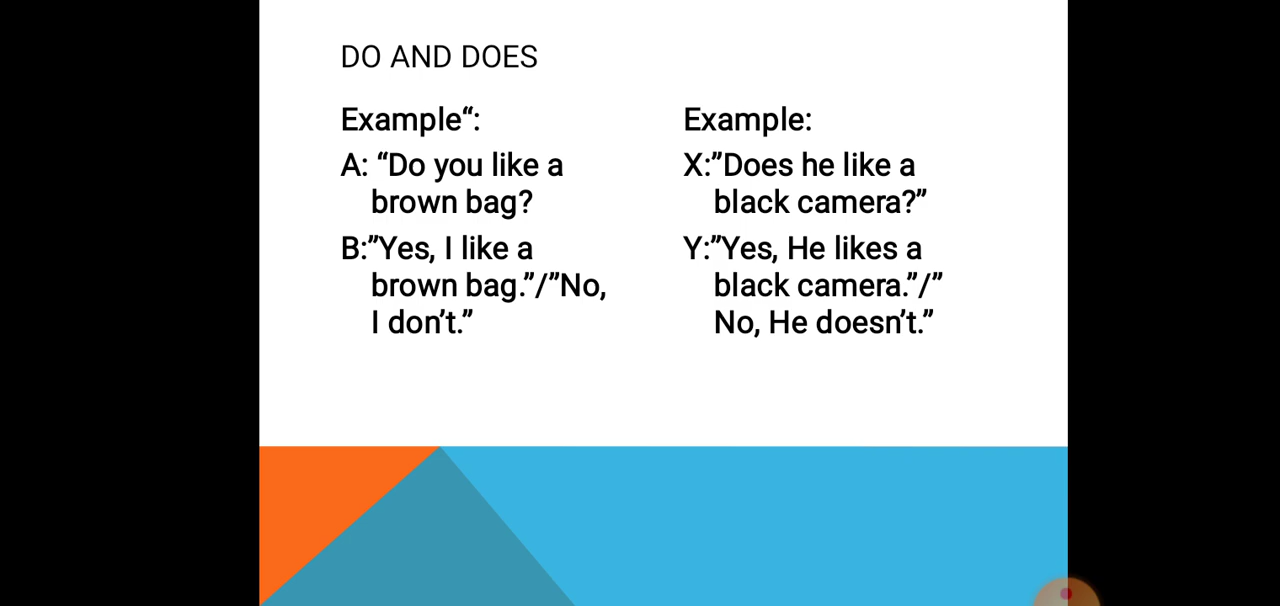 DO AND DOES
Example“:
A: “Do you like a
brown bag?
B:”Yes, I like a
brown bag.”/”No,
I don’t.”
Example:
X:”Does he like a
black camera?”
Y:”Yes, He likes a
black camera.”/”
No, He doesn’t.”